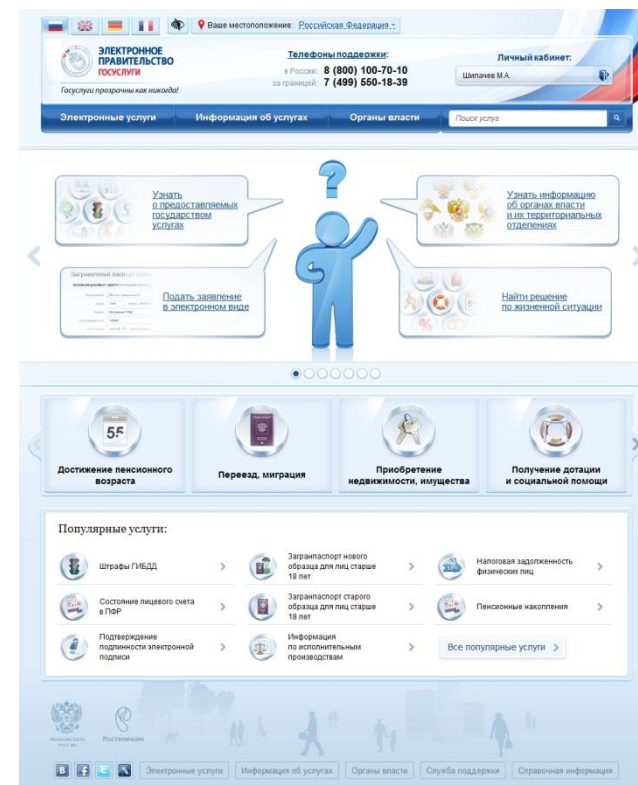 Ваше местоположение: Российская Федерация
ЭЛЕКТРОННОЕ
ПРАВИТЕЛЬСТВО
ГОСУСЛУГИ
Госуслуги прозрачны как никогда!
Телефоны поддержки:
в России: 8 (800) 100-70-10
за границей: 7 (499) 550-18-39
Личный кабинет:
Шипачев М.А.
Электронные услуги
Информация об услугах
Органы власти
Поиск услуг
?
Узнать
о предоставляемых
государством
услугах
Узнать информацию
об органах власти
и их территориальных
отделениях
Заграничный паспорт
Подать заявление
в электронном виде
Найти решение
по жизненной ситуации
55
Достижение пенсионного
возраста
Переезд, миграция
Приобретение
недвижимости, имущества
Получение дотации
и социальной помощи
Популярные услуги:
Штрафы ГИБДД
Загранпаспорт нового
образца для лиц старше
18 лет
Налоговая задолженность
физических лиц
Состояние лицевого счета
в ПФР
Загранпаспорт старого
образца для лиц старше
18 лет
Пенсионные накопления
Подтверждение
подлинности электронной
подписи
Информация
по исполнительным
производствам
Все популярные услуги
Ростелеком
Электронные услуги
Информация об услугах
Органы власти
Служба поддержки
Справочная информация